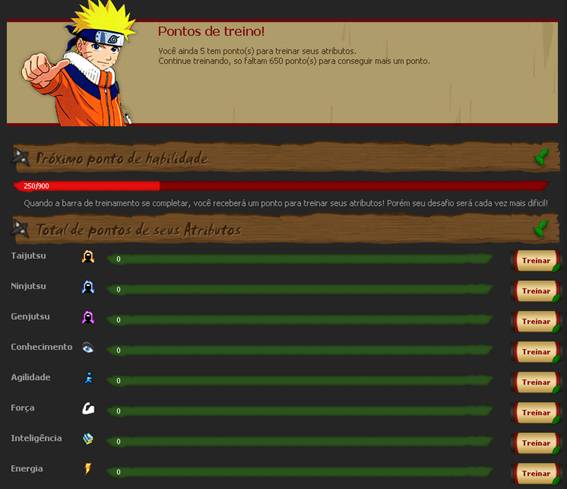 Pontos de treino!
Você ainda 5 tem ponto(s) para treinar seus atributos.
Continue treinando, so faltam 650 ponto(s) para conseguir mais um ponto.
Próximo ponto de habilidade
250/900
Quando a barra de treinamento se completar, você receberá um ponto para treinar seus atributos! Porém seu desafio será cada vez mais difícil!
Total de pontos de seus Atributos
Taijutsu 0 Treinar
Ninjutsu 0 Treinar
Genjutsu 0 Treinar
Conhecimento 0 Treinar
Agilidade 0 Treinar
Força 0 Treinar
Inteligência 0 Treinar
Energia 0 Treinar